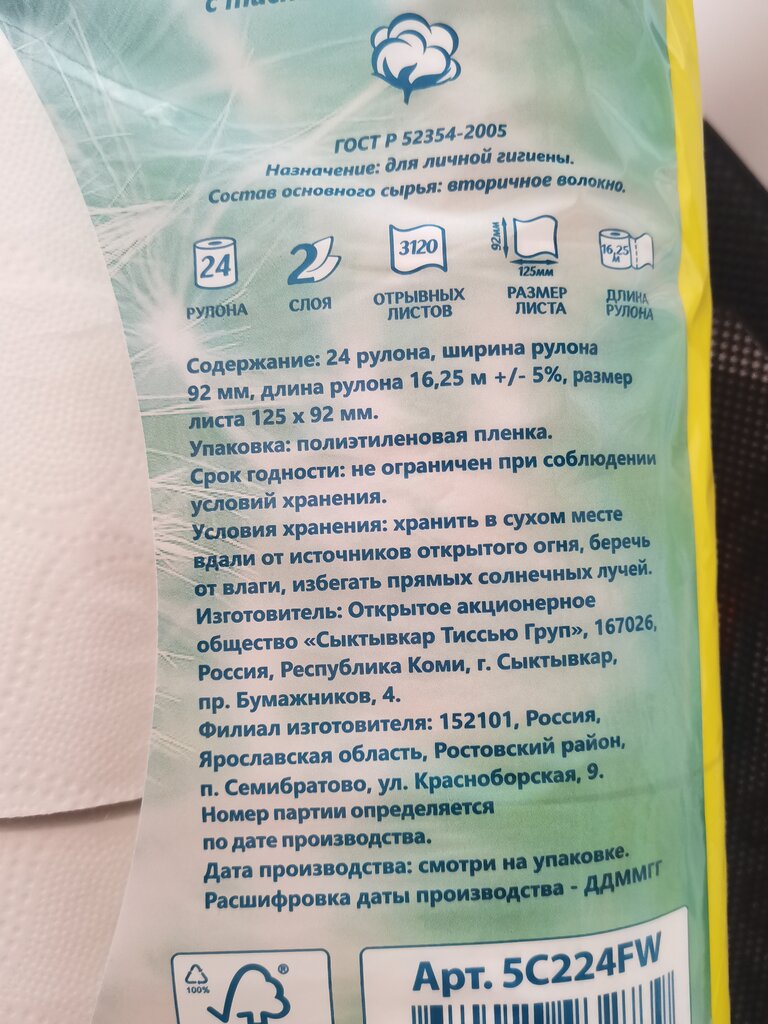 ГОСТ Р 52354-2005
Назначение: для личной гигиены.
Состав основного сырья: вторичное волокно.
24
РУЛОНА
2
СЛОЯ
3120
ОТРЫВНЫХ
ЛИСТОВ
92мм
125мм
РАЗМЕР
ЛИСТА
16,25
М
ДЛИНА
РУЛОНА
Содержание: 24 рулона, ширина рулона
92 мм, длина рулона 16,25 м +/- 5%, размер
листа 125 х 92 мм.
Упаковка: полиэтиленовая пленка.
Срок годности: не ограничен при соблюдении
условий хранения.
Условия хранения: хранить в сухом месте
вдали от источников открытого огня, беречь
от влаги, избегать прямых солнечных лучей.
Изготовитель: Открытое акционерное
общество «Сыктывкар Тиссью Груп», 167026,
Россия, Республика Коми, г. Сыктывкар,
пр. Бумажников, 4.
Филиал изготовителя: 152101, Россия,
Ярославская область, Ростовский район,
п. Семибратово, ул. Красноборская, 9.
Номер партии определяется
по дате производства.
Дата производства: смотри на упаковке.
Расшифровка даты производства - ДДММГГ
100%
®
Арт. 5C224FW